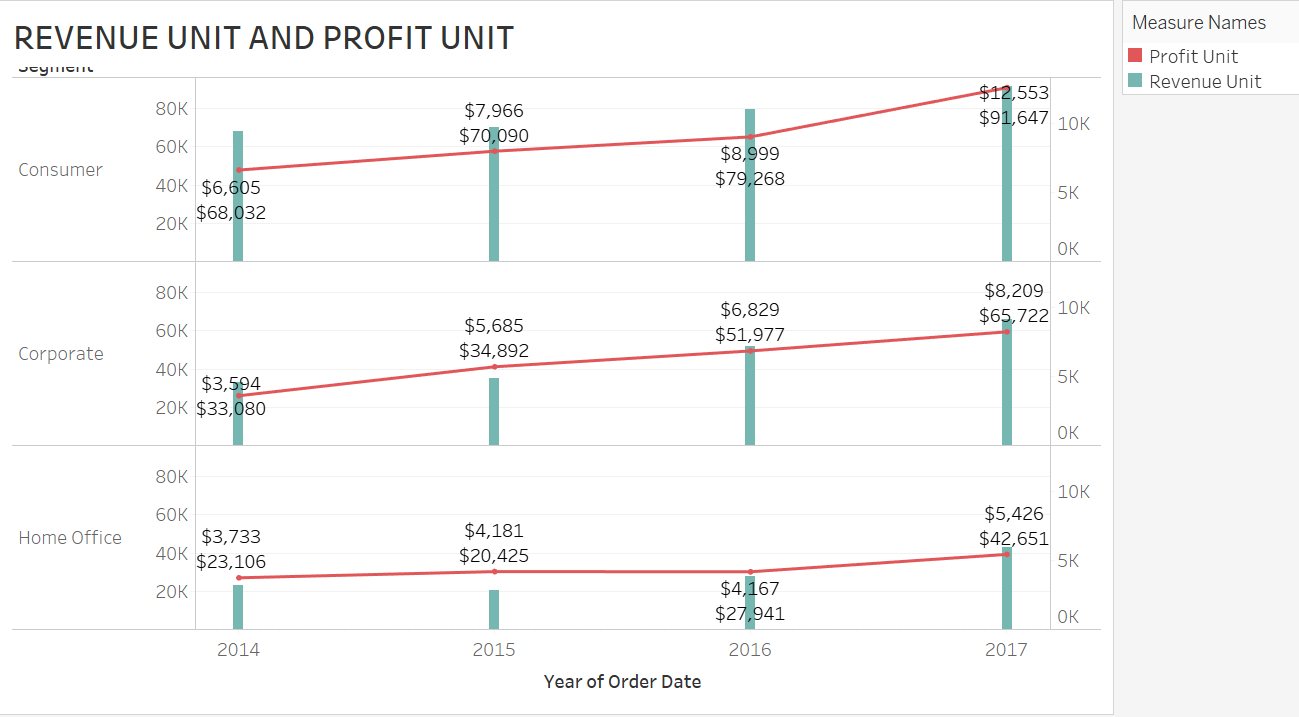 REVENUE UNIT AND PROFIT UNIT
Measure Names
Profit Unit
Revenue Unit
Segment
Consumer
80K
60K
40K
20K
$6,605
$68,032
$7,966
$70,090
$8,999
$79,268
$12,553
$91,647
10K
5K
0K
Corporate
80K
60K
40K
20K
$3,594
$33,080
$5,685
$34,892
$6,829
$51,977
$8,209
$65,722
10K
5K
0K
Home Office
80K
60K
40K
20K
$3,733
$23,106
$4,181
$20,425
$4,167
$27,941
$5,426
$42,651
10K
5K
0K
2014 2015 2016 2017
Year of Order Date